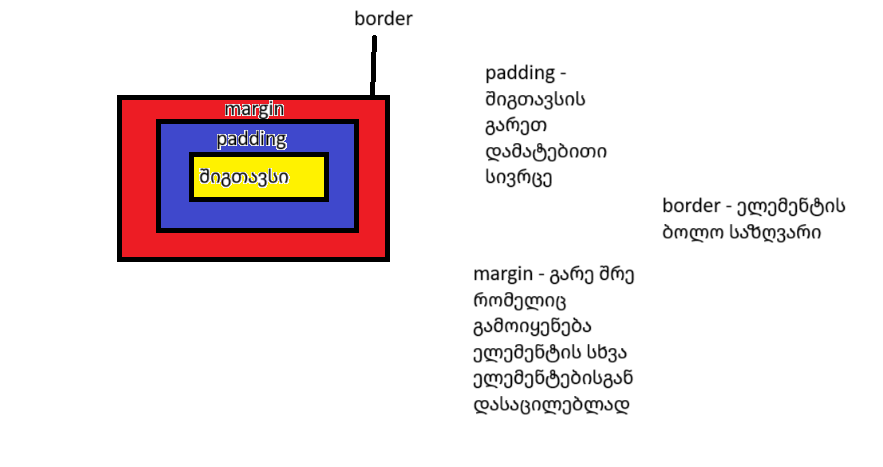 border
margin
padding
შიგთავსი
padding -
შიგთავსის
გარეთ
დამატებითი
სივრცე
border - ელემენტის
ბოლო საზღვარი
margin - გარე შრე
რომელიც
გამოიყენება
ელემენტის სხვა
ელემენტებისგან
დასაცილებლად